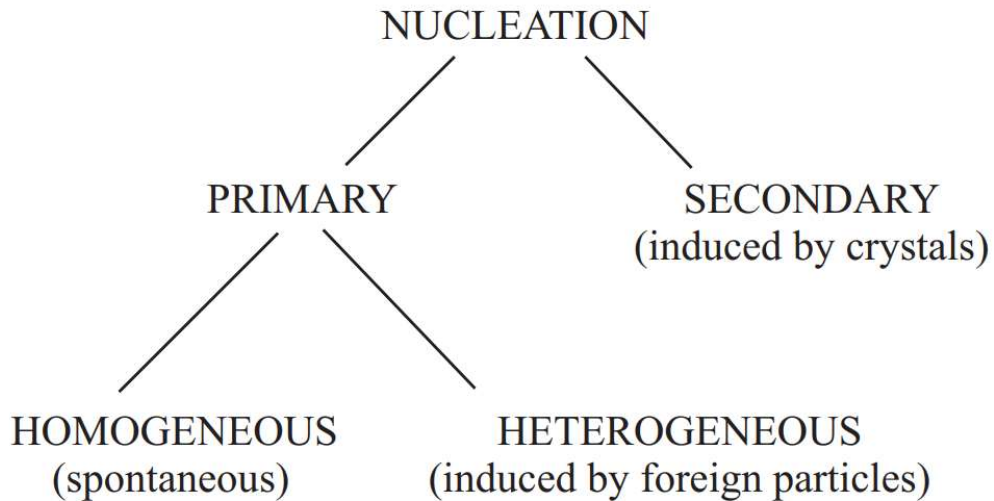 NUCLEATION
PRIMARY
SECONDARY
(induced by crystals)
HOMOGENEOUS
(spontaneous)
HETEROGENEOUS
(induced by foreign particles)